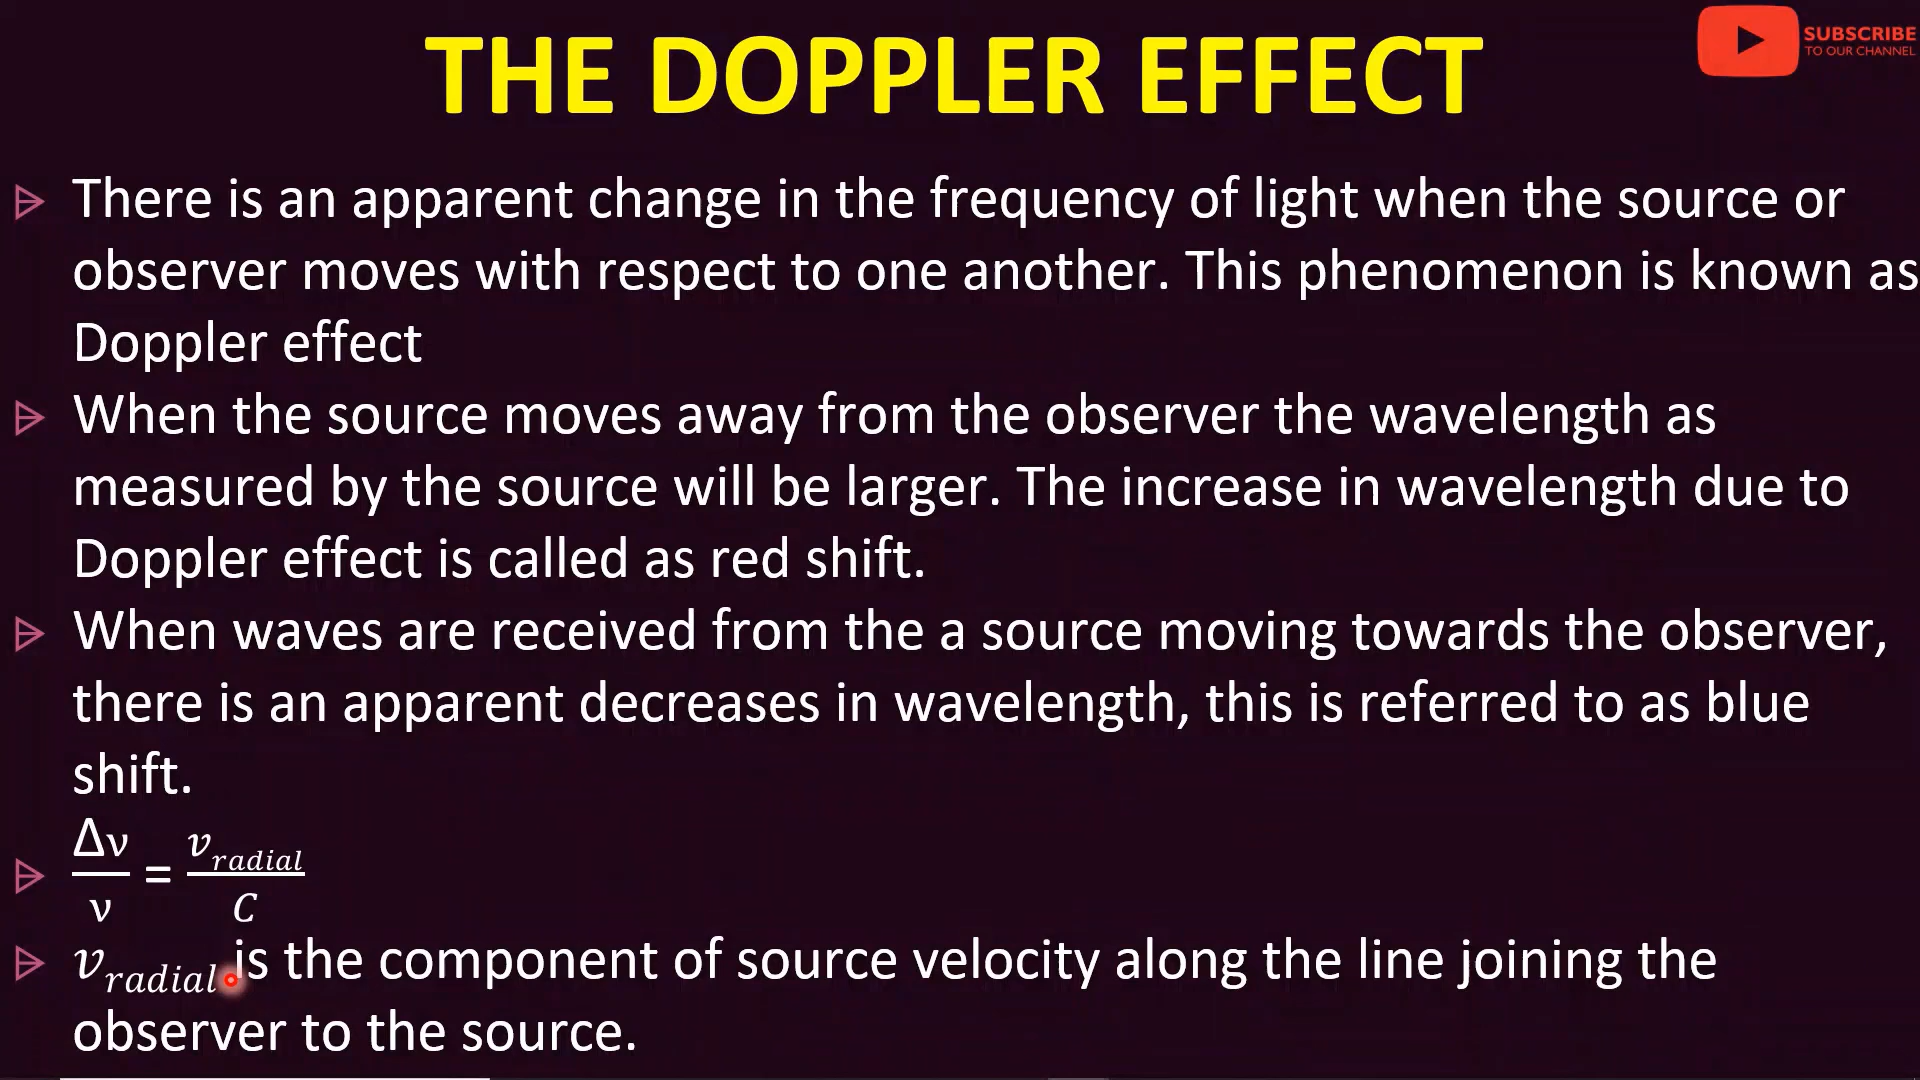 THE DOPPLER EFFECT
SUBSCRIBE
TO OUR CHANNEL
There is an apparent change in the frequency of light when the source or
observer moves with respect to one another. This phenomenon is known as
Doppler effect
When the source moves away from the observer the wavelength as
measured by the source will be larger. The increase in wavelength due to
Doppler effect is called as red shift.
When waves are received from the a source moving towards the observer,
there is an apparent decreases in wavelength, this is referred to as blue
shift.
Δν/ν = v_radial/C
v_radial is the component of source velocity along the line joining the
observer to the source.